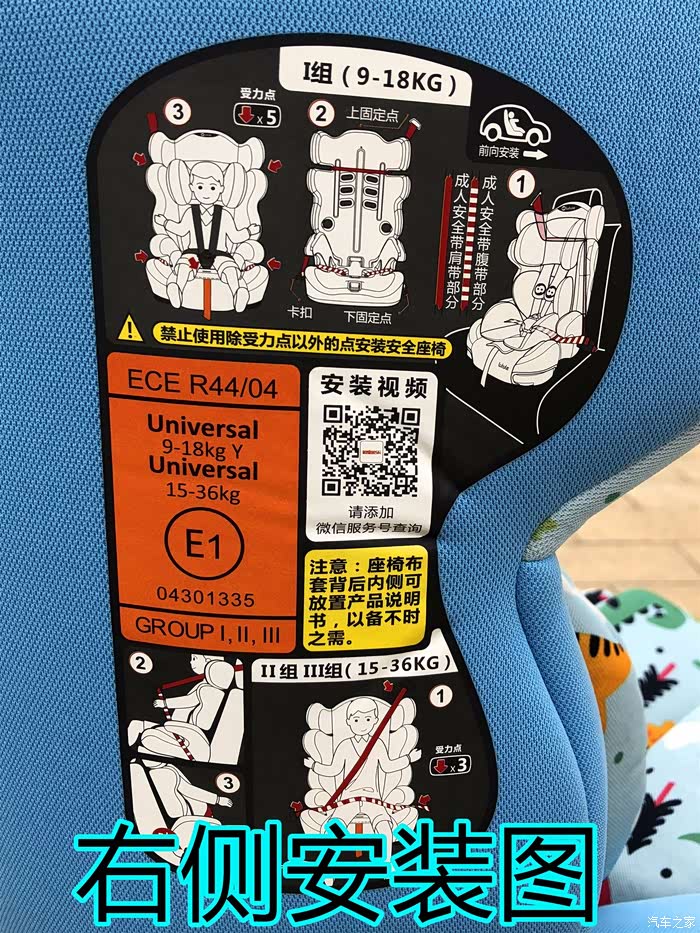 I组（9-18KG）
3
受力点
x5
2
上固定点
前向安装
1
成人安全带肩带部分
成人安全带腹带部分
卡扣
下固定点
禁止使用除受力点以外的点安装安全座椅
ECE R44/04
Universal
9-18kg Y
Universal
15-36kg
E1
04301335
GROUP I, II, III
安装视频
请添加
微信服务号查询
注意：座椅布
套背后内侧可
放置产品说明
书，以备不时
之需。
2
II组 III组（15-36KG）
1
受力点
x3
3
右侧安装图
汽车之家